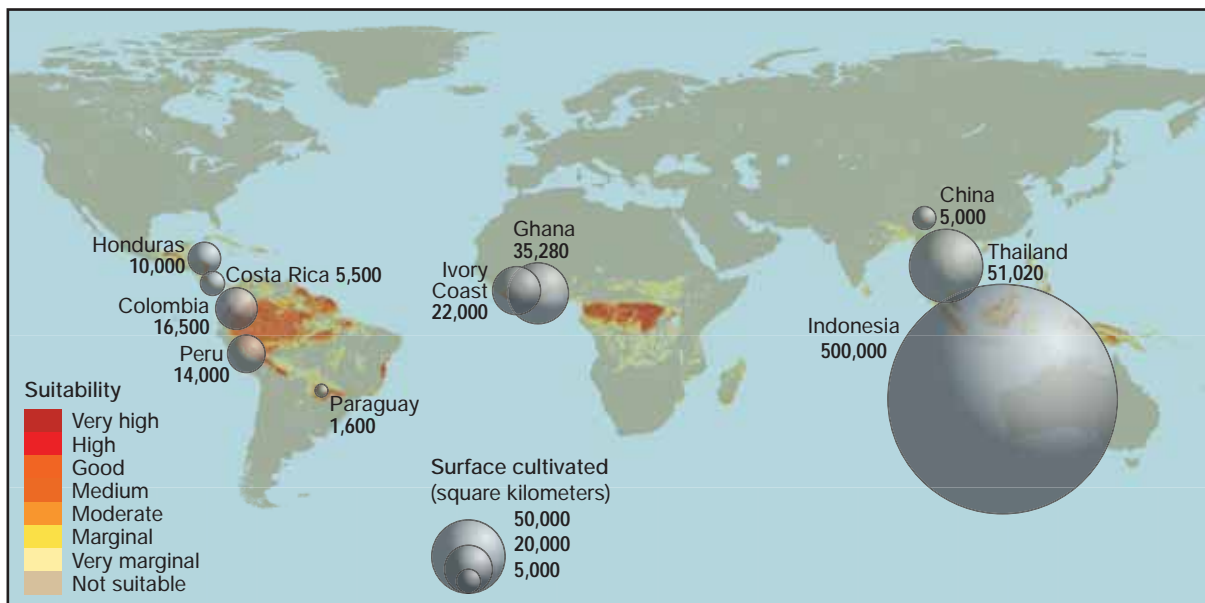 China
5,000
Ghana
35,280
Thailand
51,020
Honduras
10,000
Costa Rica 5,500
Ivory
Coast
22,000
Colombia
16,500
Indonesia
500,000
Peru
14,000
Paraguay
1,600
Suitability
Very high
High
Good
Medium
Moderate
Marginal
Very marginal
Not suitable
Surface cultivated
(square kilometers)
50,000
20,000
5,000